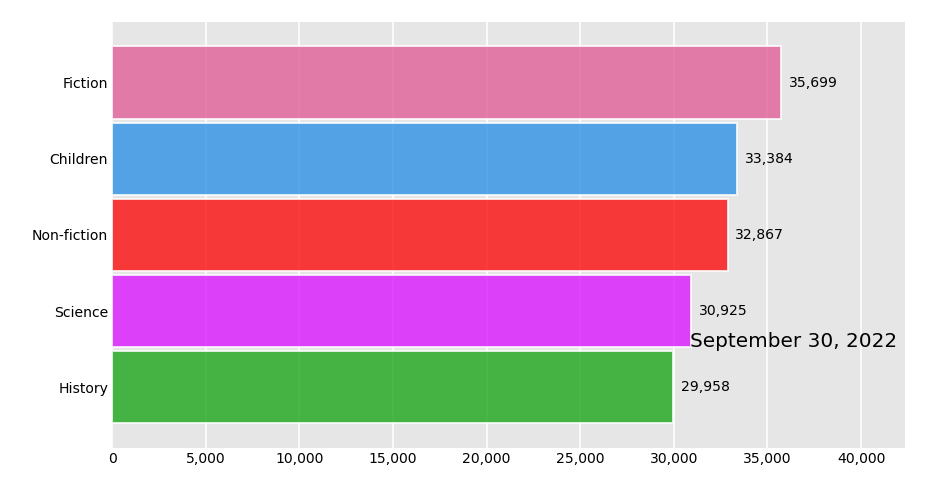 Fiction 35,699
Children 33,384
Non-fiction 32,867
Science 30,925
September 30, 2022
History 29,958
0 5,000 10,000 15,000 20,000 25,000 30,000 35,000 40,000